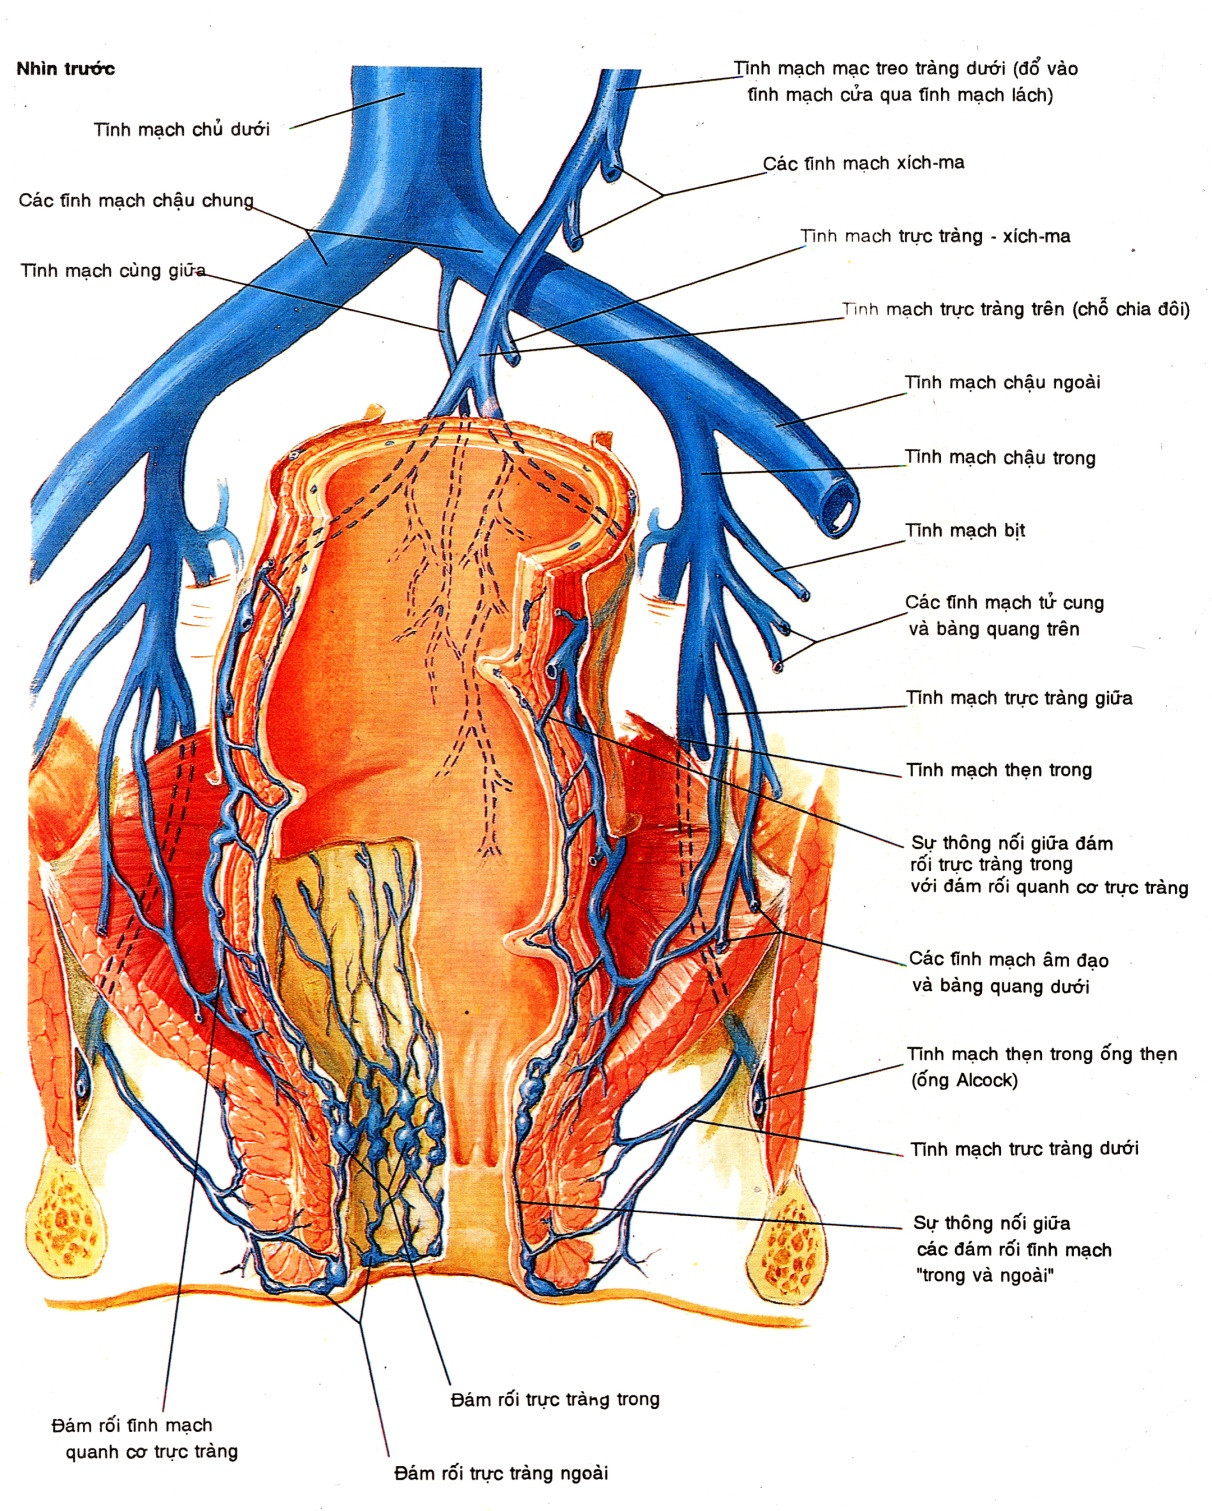 Nhìn trước
Tĩnh mạch chủ dưới
Các tĩnh mạch chậu chung
Tĩnh mạch cùng giữa
Tĩnh mạch mạc treo tràng dưới (đổ vào
tĩnh mạch cửa qua tĩnh mạch lách)
Các tĩnh mạch xích-ma
Tĩnh mach trực tràng - xích-ma
Tĩnh mạch trực tràng trên (chỗ chia đôi)
Tĩnh mạch chậu ngoài
Tĩnh mạch chậu trong
Tĩnh mạch bịt
Các tĩnh mạch tử cung
và bàng quang trên
Tĩnh mạch trực tràng giữa
Tĩnh mạch thẹn trong
Sự thông nối giữa đám
rối trực tràng trong
với đám rối quanh cơ trực tràng
Các tĩnh mạch âm đạo
và bàng quang dưới
Tĩnh mạch thẹn trong ống thẹn
(ống Alcock)
Tĩnh mạch trưc tràng dưới
Sự thông nối giữa
các đám rối tĩnh mạch
"trong và ngoài"
Đám rối trực tràng trong
Đám rối tĩnh mạch
quanh cơ trực tràng
Đám rối trực tràng ngoài